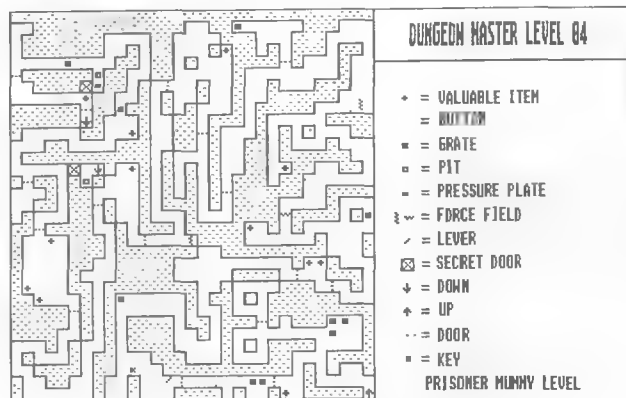 DUNGEON MASTER LEVEL 04
+ = VALUABLE ITEM
= BUTTON
▪ = GRATE
▫ = PIT
- = PRESSURE PLATE
⌇ ~ = FORCE FIELD
⟋ = LEVER
☒ = SECRET DOOR
↓ = DOWN
↑ = UP
-- = DOOR
▪ = KEY
PRISONER MUMMY LEVEL